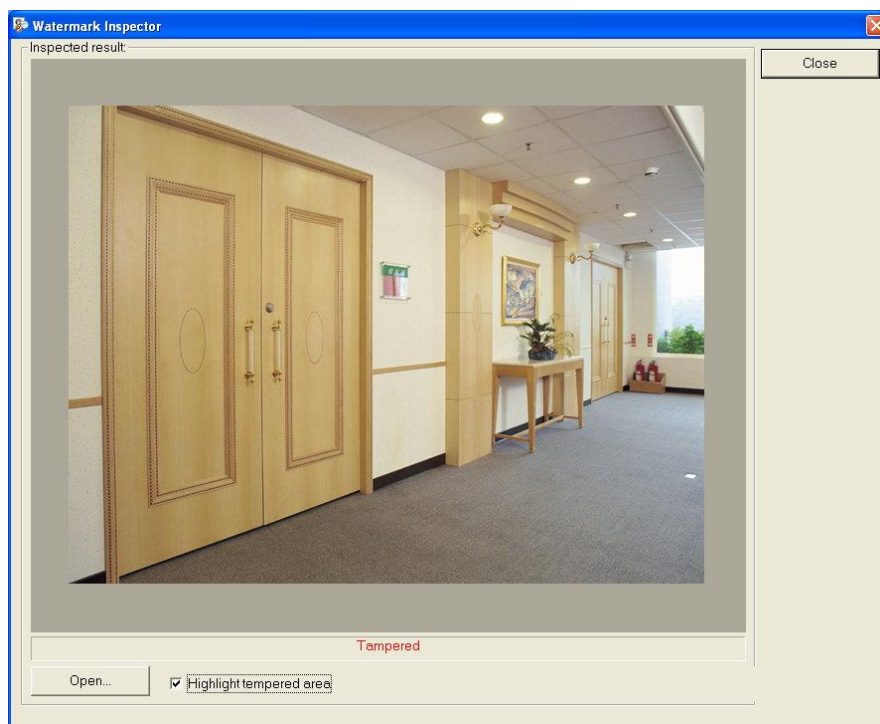 Watermark Inspector
Inspected result:
Close
Tampered
Open...
Highlight tempered area